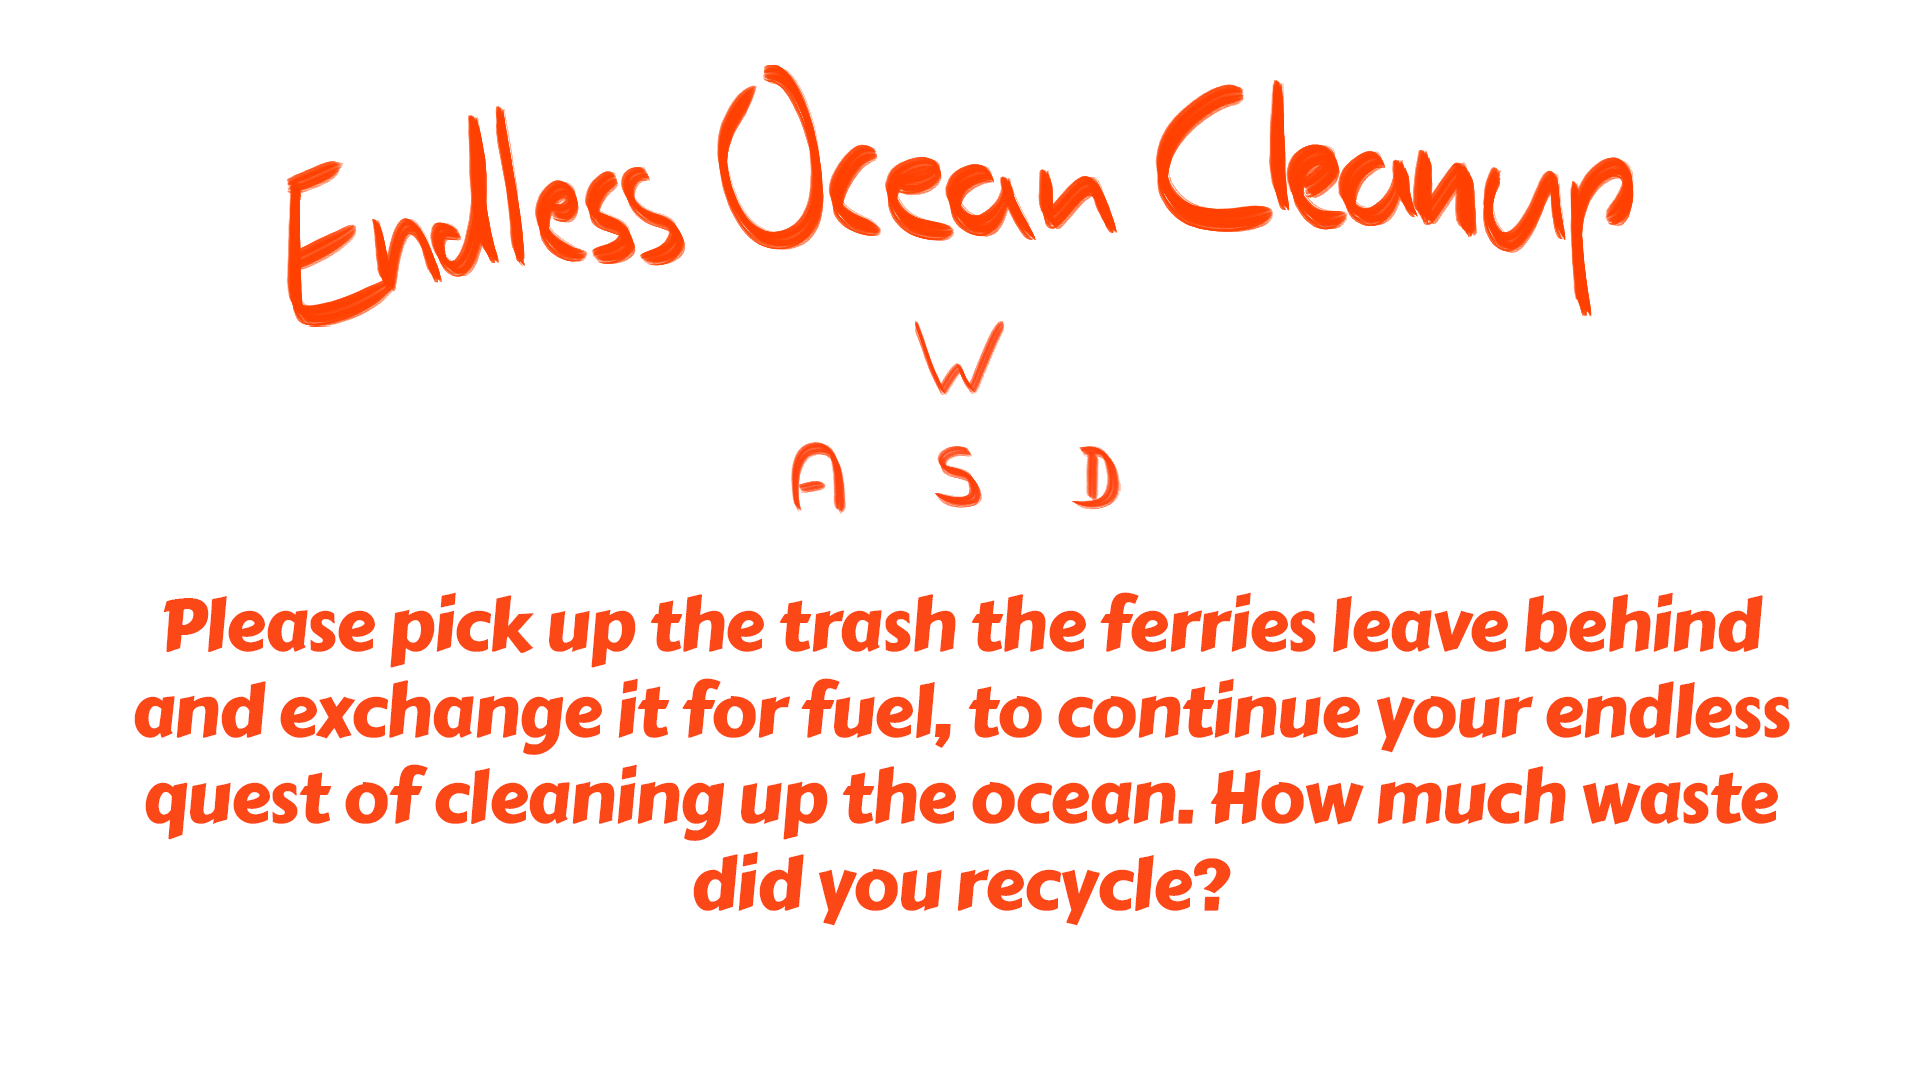 Endless Ocean Cleanup
W
A S D
Please pick up the trash the ferries leave behind
and exchange it for fuel, to continue your endless
quest of cleaning up the ocean. How much waste
did you recycle?